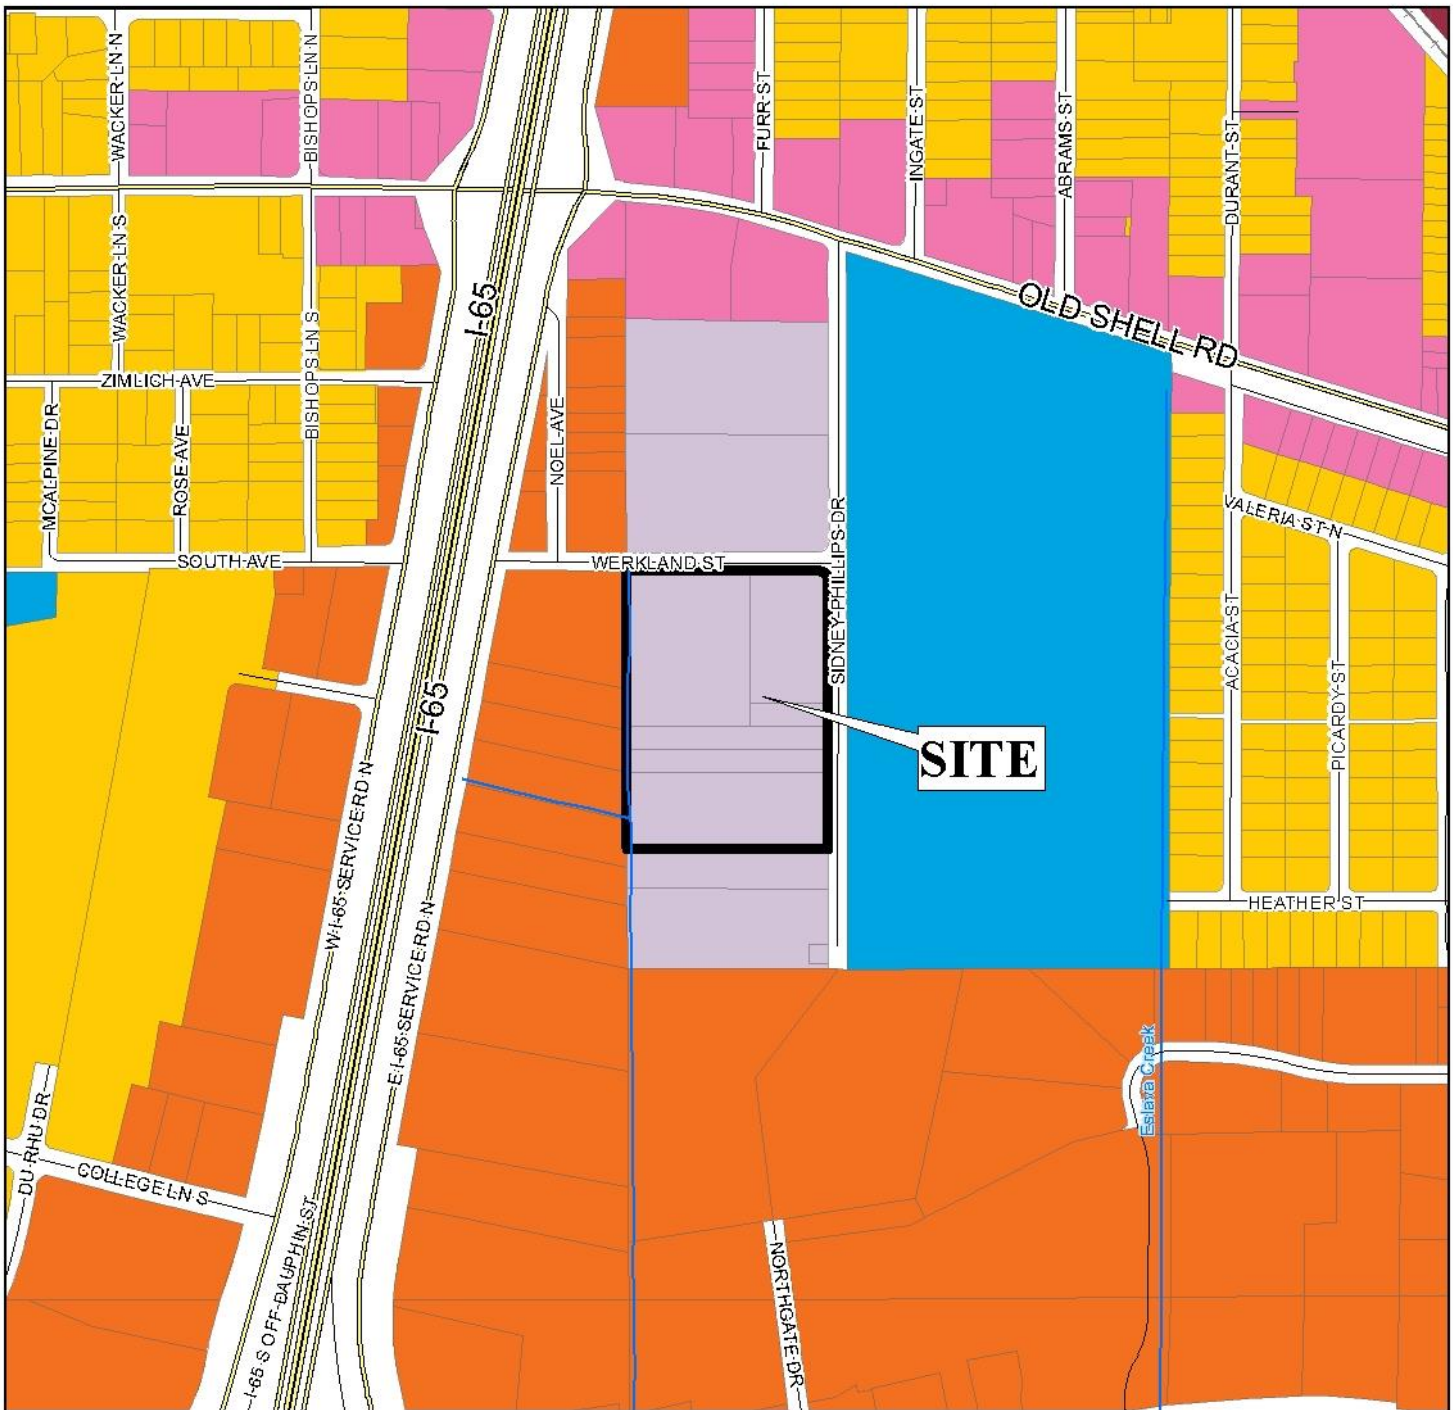 WACKER-LN-N
BISHOPS-LN-N
FURR-ST
INGATE-ST
ABRAMS-ST
DURANT-ST
WACKER-LN-S
BISHOPS-LN-S
I-65
OLD SHELL RD
ZIMLICH-AVE
MCALPINE-DR
ROSE-AVE
NOEL-AVE
SIDNEY-PHILLIPS-DR
VALERIA-ST-N
SOUTH-AVE
WERKLAND-ST
ACACIA-ST
PICARDY-ST
I-65
SITE
W-I-65-SERVICE-RD-N
E-I-65-SERVICE-RD-N
HEATHER ST
Eslava Creek
DU-RHU-DR
COLLEGE-LN-S
I-65-S OFF-DAUPHIN-ST
NORTHGATE-DR